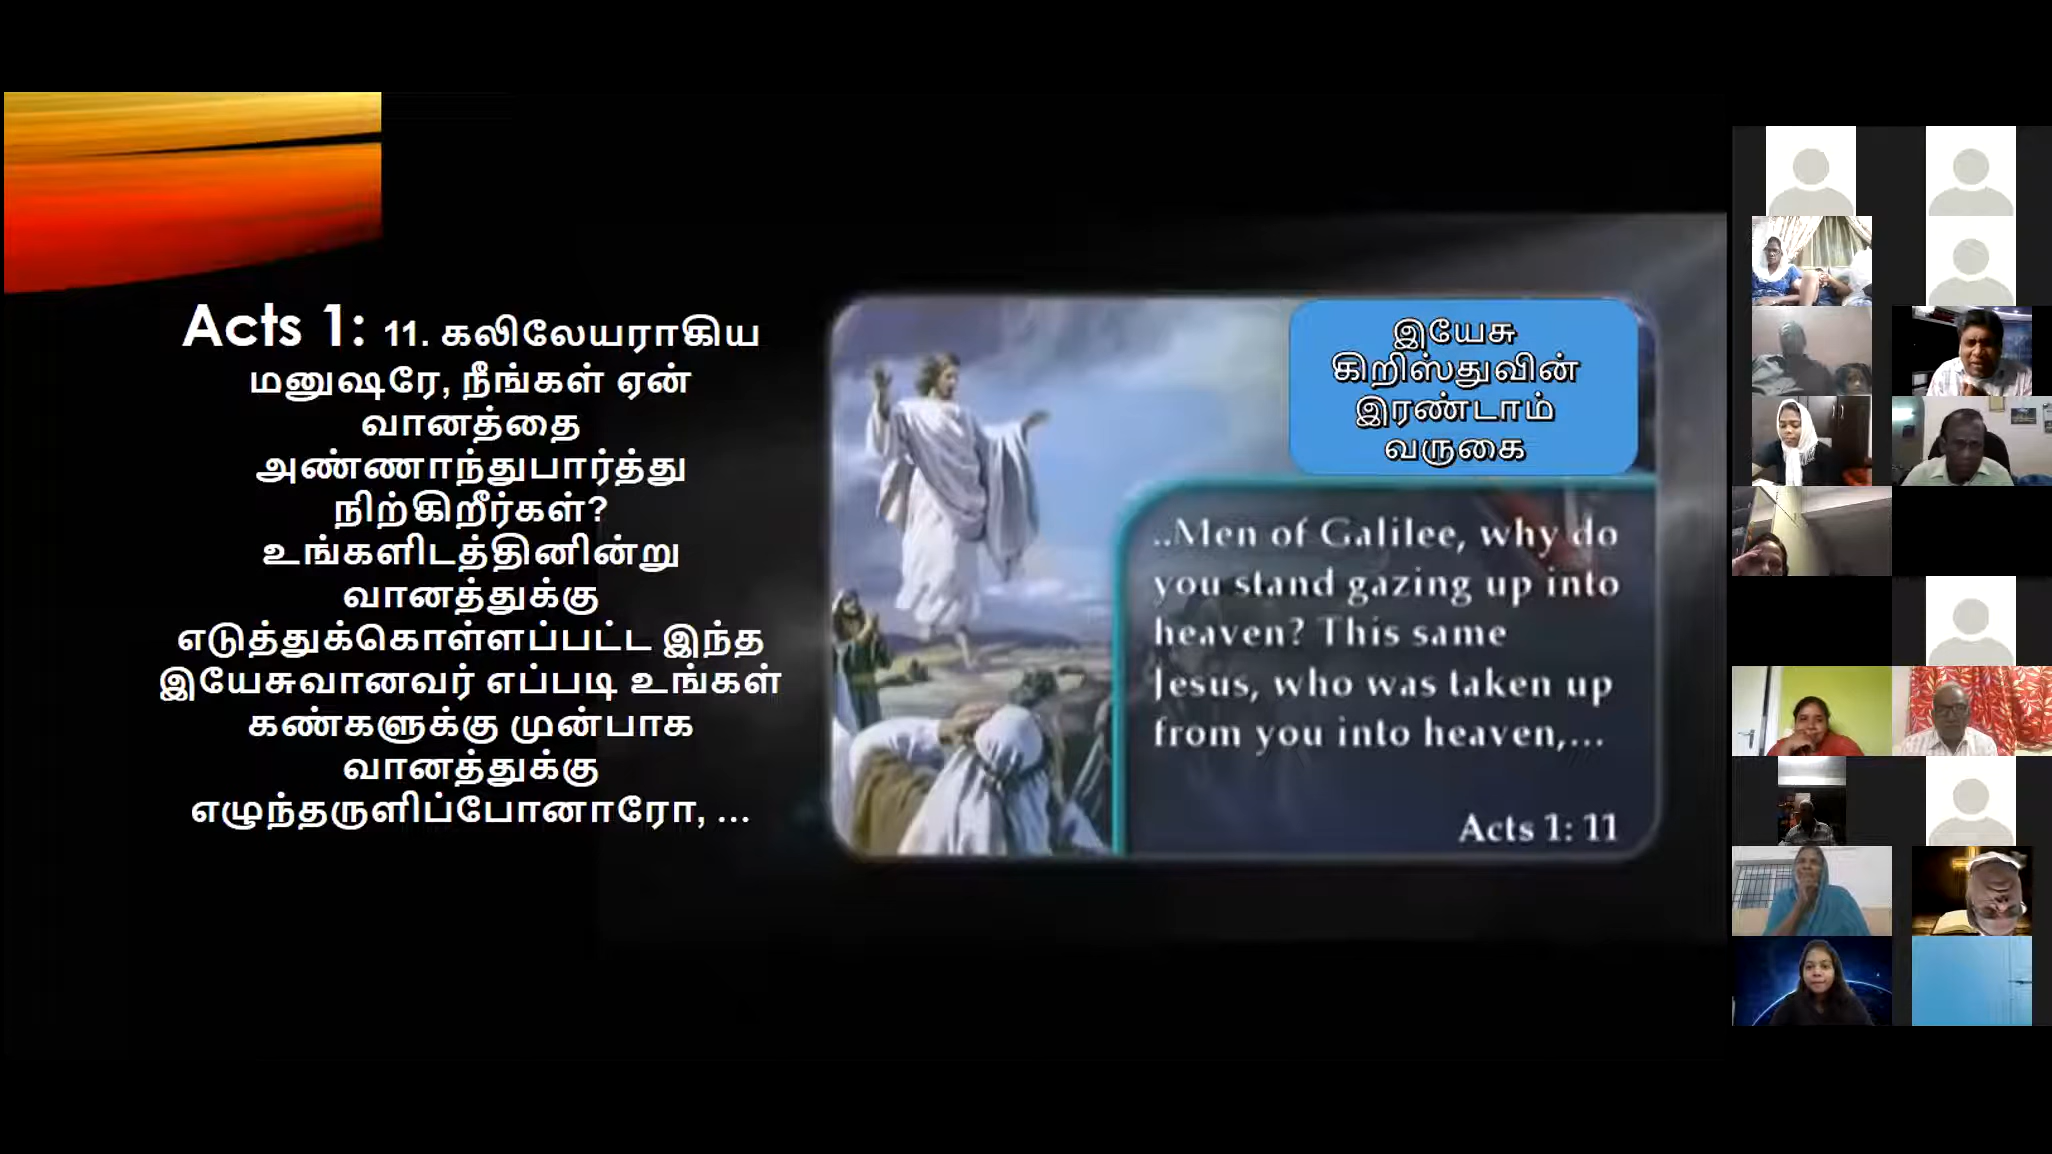 Acts 1: 11. கலிலேயராகிய
மனுஷரே, நீங்கள் ஏன்
வானத்தை
அண்ணாந்துபார்த்து
நிற்கிறீர்கள்?
உங்களிடத்தினின்று
வானத்துக்கு
எடுத்துக்கொள்ளப்பட்ட இந்த
இயேசுவானவர் எப்படி உங்கள்
கண்களுக்கு முன்பாக
வானத்துக்கு
எழுந்தருளிப்போனாரோ, ...
இயேசு
கிறிஸ்துவின்
இரண்டாம்
வருகை
..Men of Galilee, why do
you stand gazing up into
heaven? This same
Jesus, who was taken up
from you into heaven,...
Acts 1: 11